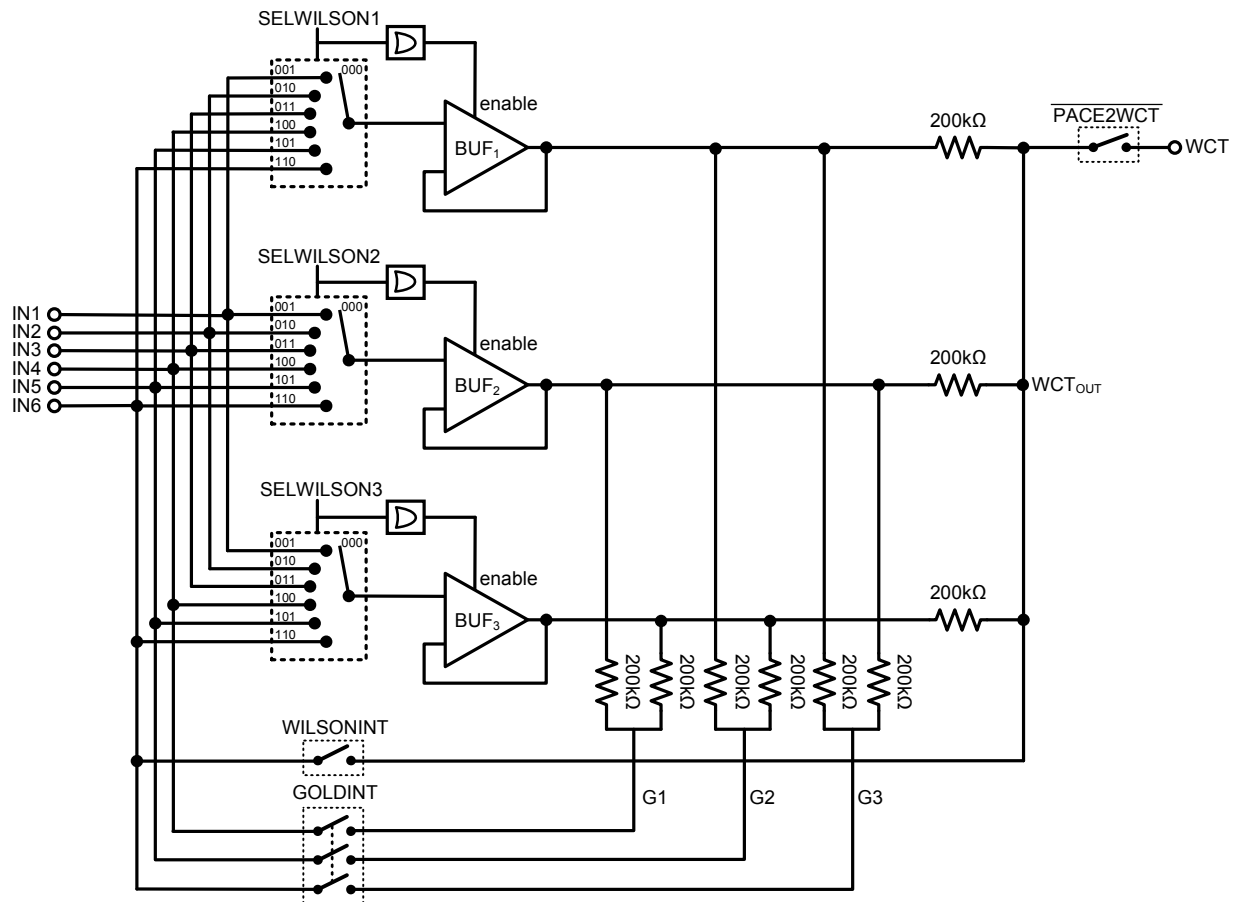 SELWILSON1
001
000
010
011
100
101
110
enable
BUF1
200kΩ
PACE2WCT
WCT
SELWILSON2
001
000
010
011
100
101
110
enable
BUF2
200kΩ
WCTOUT
IN1
IN2
IN3
IN4
IN5
IN6
SELWILSON3
001
000
010
011
100
101
110
enable
BUF3
200kΩ
200kΩ
200kΩ
200kΩ
200kΩ
200kΩ
200kΩ
WILSONINT
GOLDINT
G1
G2
G3